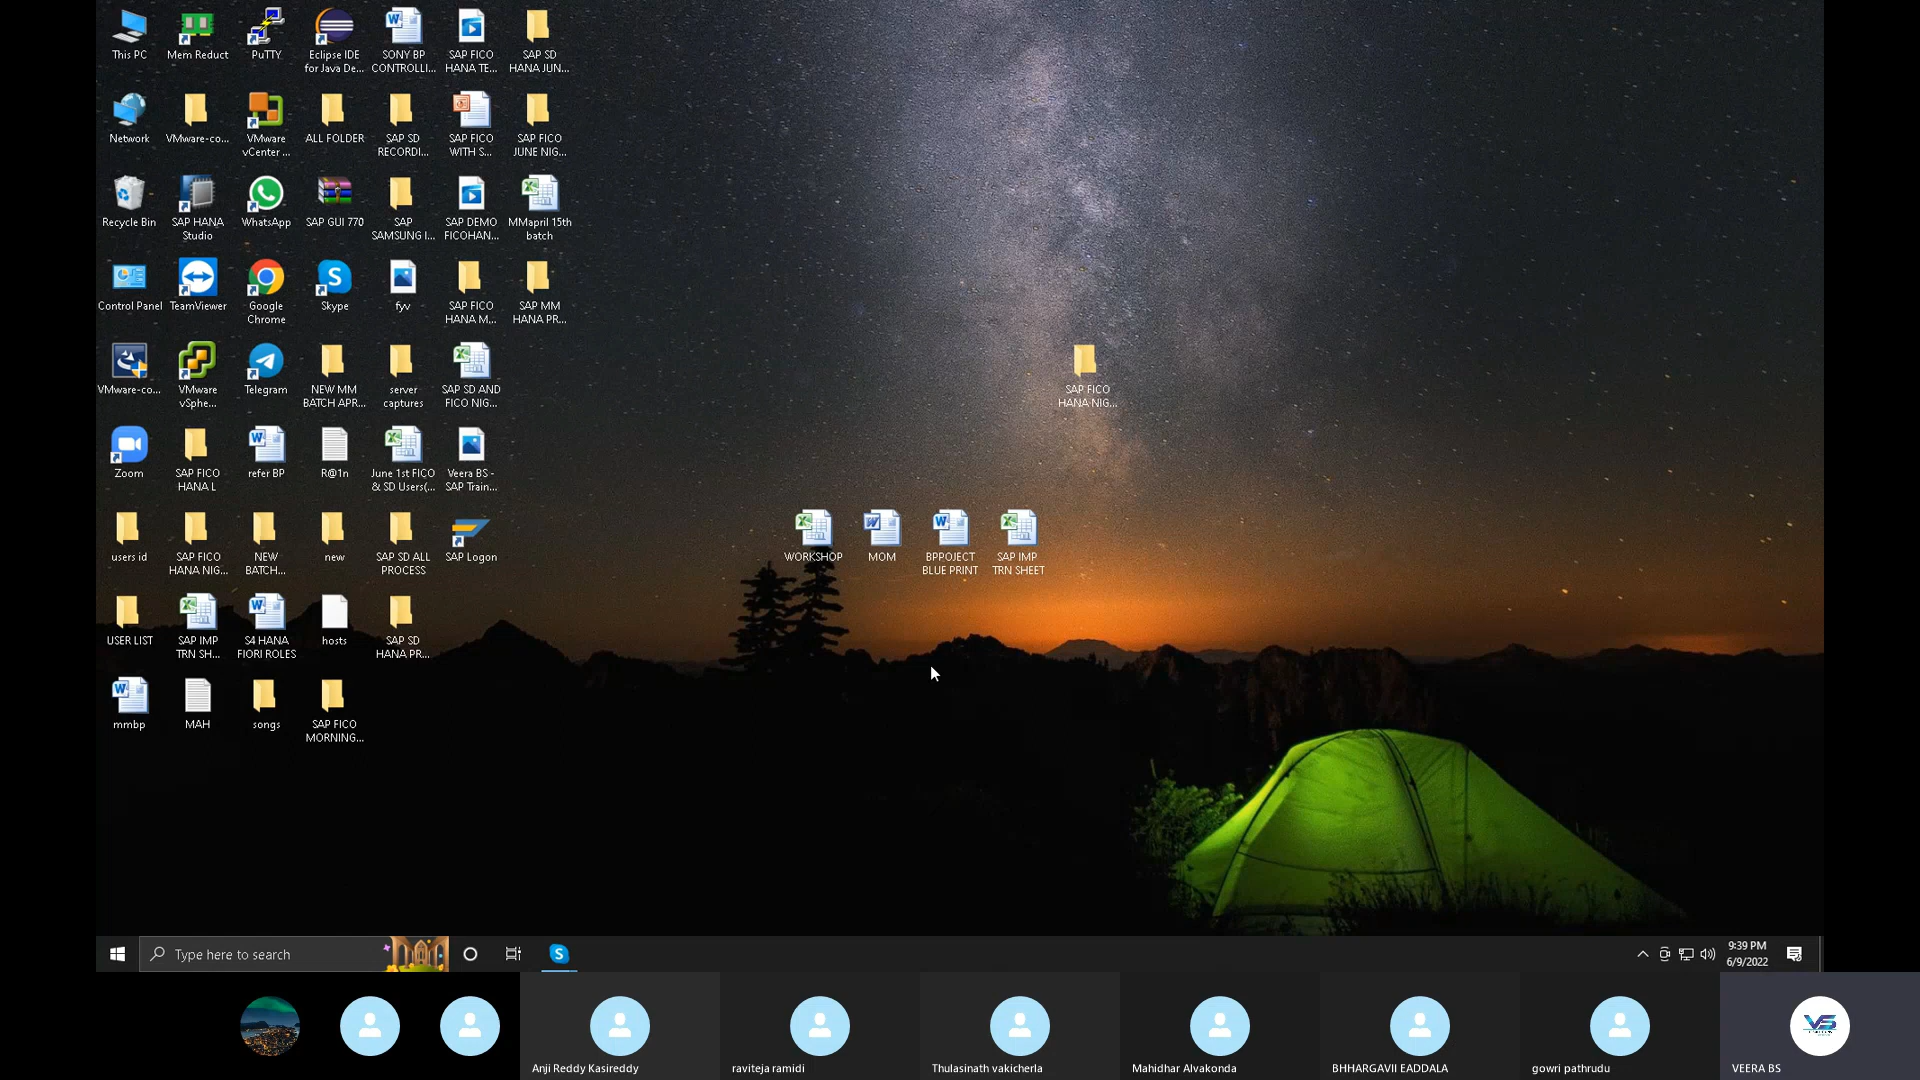 This PC
Mem Reduct
PuTTY
Eclipse IDE
for Java De...
SONY BP
CONTROLLI...
SAP FICO
HANA TE...
SAP SD
HANA JUN...
Network
VMware-co...
VMware
vCenter ...
ALL FOLDER
SAP SD
RECORDI...
SAP FICO
WITH S...
SAP FICO
JUNE NIG...
Recycle Bin
SAP HANA
Studio
WhatsApp
SAP GUI 770
SAP
SAMSUNG I...
SAP DEMO
FICOHAN...
MMapril 15th
batch
Control Panel
TeamViewer
Google
Chrome
Skype
fyv
SAP FICO
HANA M...
SAP MM
HANA PR...
VMware-co...
VMware
vSphe...
Telegram
NEW MM
BATCH APR...
server
captures
SAP SD AND
FICO NIG...
SAP FICO
HANA NIG...
Zoom
SAP FICO
HANA L
refer BP
R@1n
June 1st FICO
& SD Users(...
Veera BS -
SAP Train...
users id
SAP FICO
HANA NIG...
NEW
BATCH...
new
SAP SD ALL
PROCESS
SAP Logon
WORKSHOP
MOM
BPPOJECT
BLUE PRINT
SAP IMP
TRN SHEET
USER LIST
SAP IMP
TRN SH...
S4 HANA
FIORI ROLES
hosts
SAP SD
HANA PR...
mmbp
MAH
songs
SAP FICO
MORNING...
Type here to search
9:39 PM
6/9/2022
Anji Reddy Kasireddy
raviteja ramidi
Thulasinath vakicherla
Mahidhar Alvakonda
BHHARGAVII EADDALA
gowri pathrudu
VS
VEERA BS